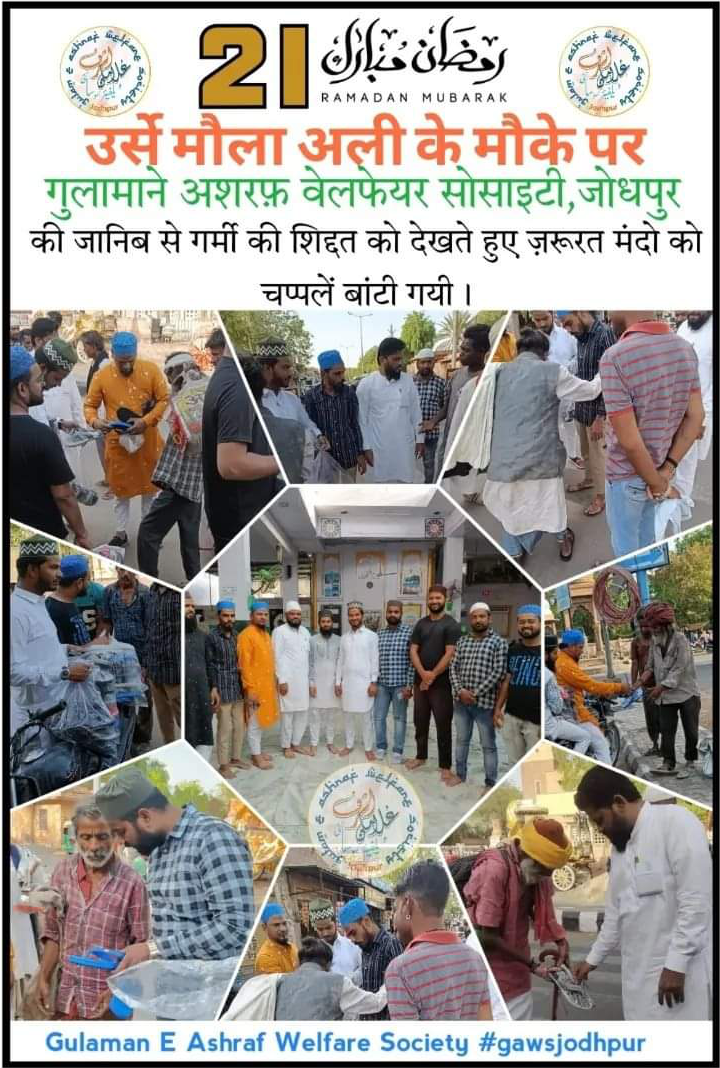 21 رمضان مبارك
RAMADAN MUBARAK
उर्से मौला अली के मौके पर
गुलामाने अशरफ़ वेलफेयर सोसाइटी,जोधपुर
की जानिब से गर्मी की शिद्दत को देखते हुए ज़रूरत मंदो को
चप्पलें बांटी गयी।
Gulaman E Ashraf Welfare Society #gawsjodhpur